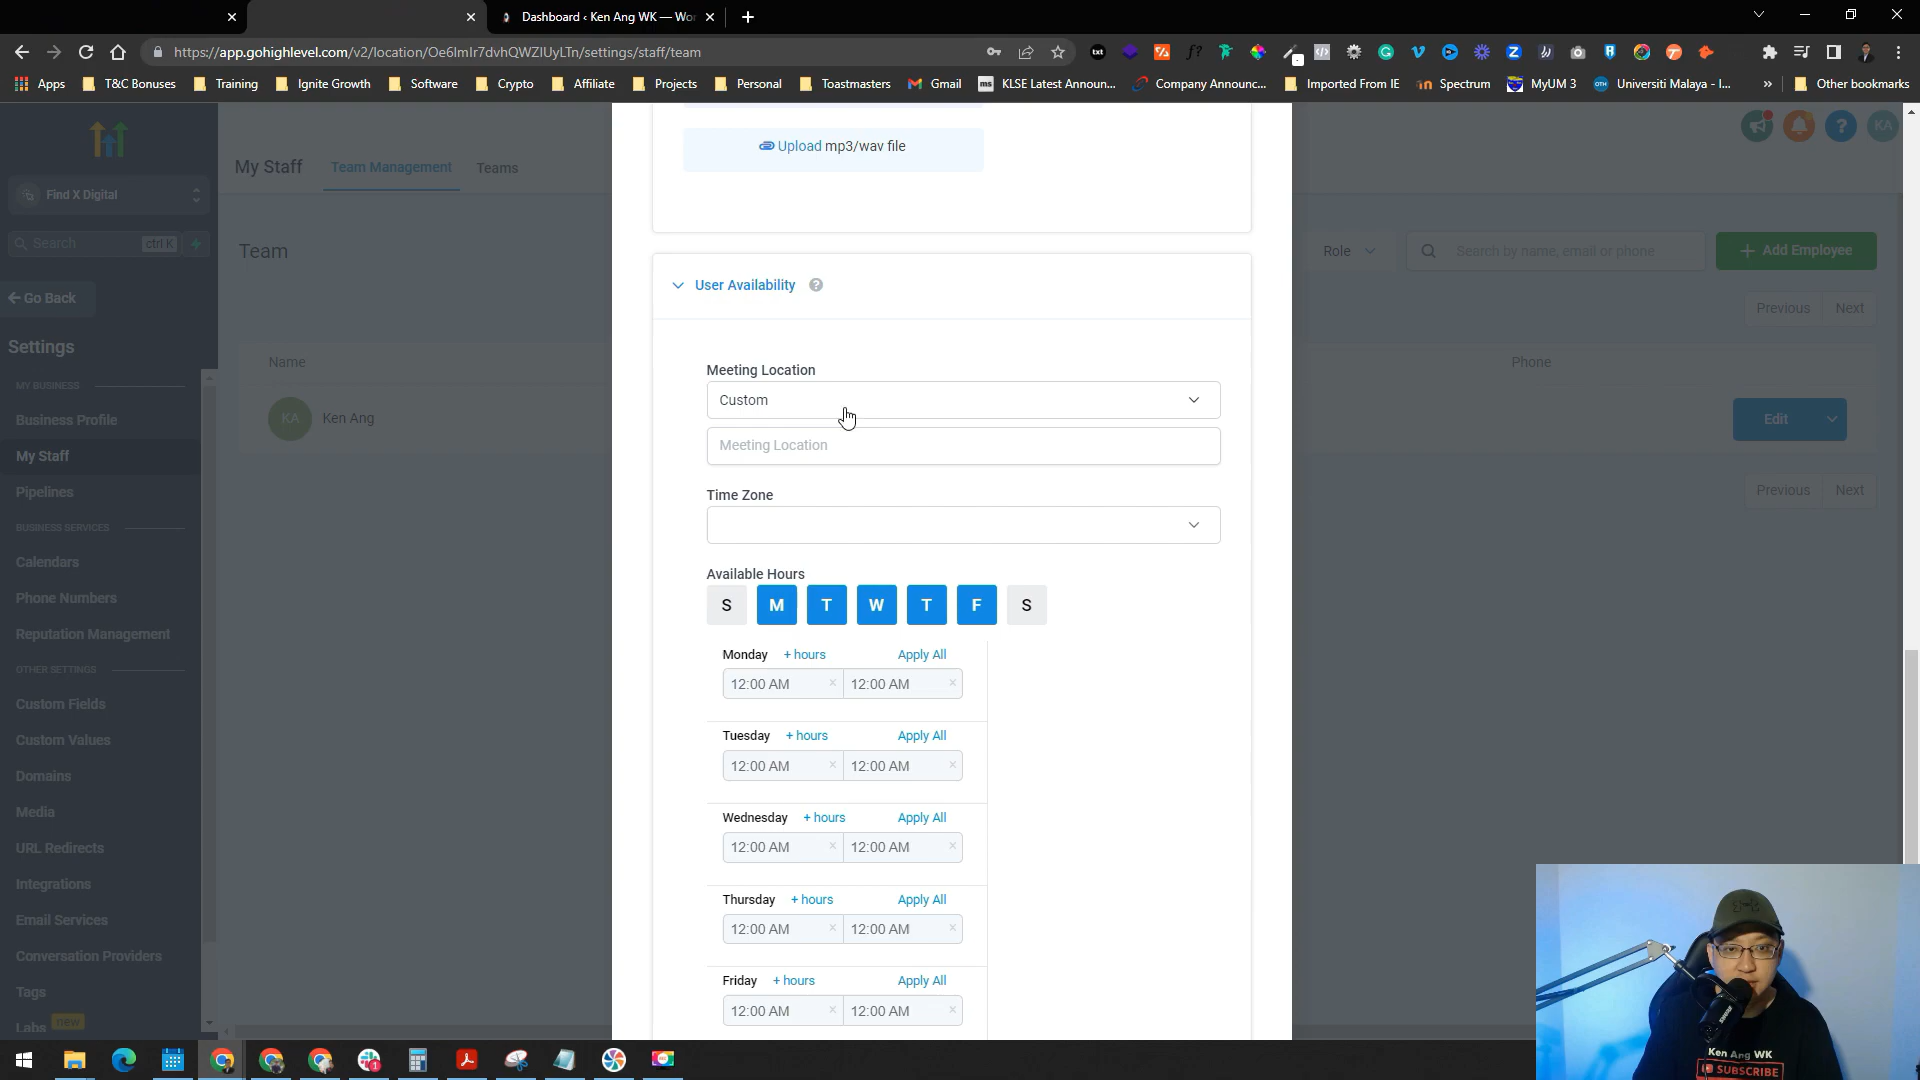 Dashboard ‹ Ken Ang WK — Wor
https://app.gohighlevel.com/v2/location/Oe6lmIr7dvhQWZIUyLTn/settings/staff/team
Apps
T&C Bonuses
Training
Ignite Growth
Software
Crypto
Affiliate
Projects
Personal
Toastmasters
Gmail
KLSE Latest Announ...
Company Announc...
Imported From IE
Spectrum
MyUM 3
Universiti Malaya - I...
»
Other bookmarks
Find X Digital
Search
ctrl K
Go Back
Settings
MY BUSINESS
Business Profile
My Staff
Pipelines
BUSINESS SERVICES
Calendars
Phone Numbers
Reputation Management
OTHER SETTINGS
Custom Fields
Custom Values
Domains
Media
URL Redirects
Integrations
Email Services
Conversation Providers
Tags
Labs new
My Staff
Team Management
Teams
KA
Team
Role
Search by name, email or phone
+ Add Employee
Previous
Next
Name
Phone
KA
Ken Ang
Edit
Previous
Next
Upload mp3/wav file
User Availability
Meeting Location
Custom
Meeting Location
Time Zone
Available Hours
S M T W T F S
Monday + hours Apply All
12:00 AM x 12:00 AM x
Tuesday + hours Apply All
12:00 AM x 12:00 AM x
Wednesday + hours Apply All
12:00 AM x 12:00 AM x
Thursday + hours Apply All
12:00 AM x 12:00 AM x
Friday + hours Apply All
12:00 AM x 12:00 AM x
Ken Ang WK
SUBSCRIBE